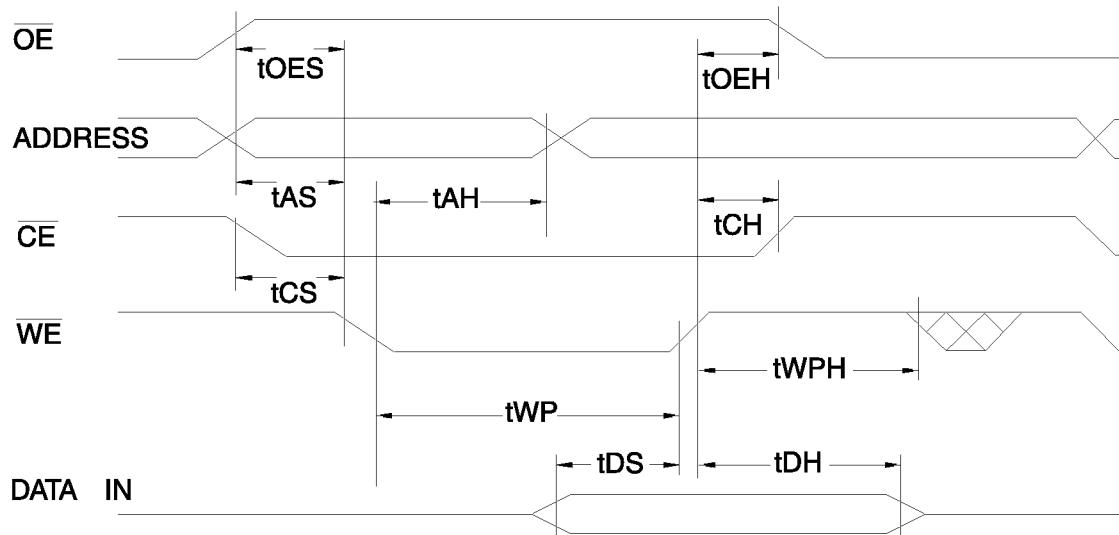 OE
tOES
tOEH
ADDRESS
tAS
tAH
tCH
CE
tCS
WE
tWPH
tWP
tDS
tDH
DATA IN